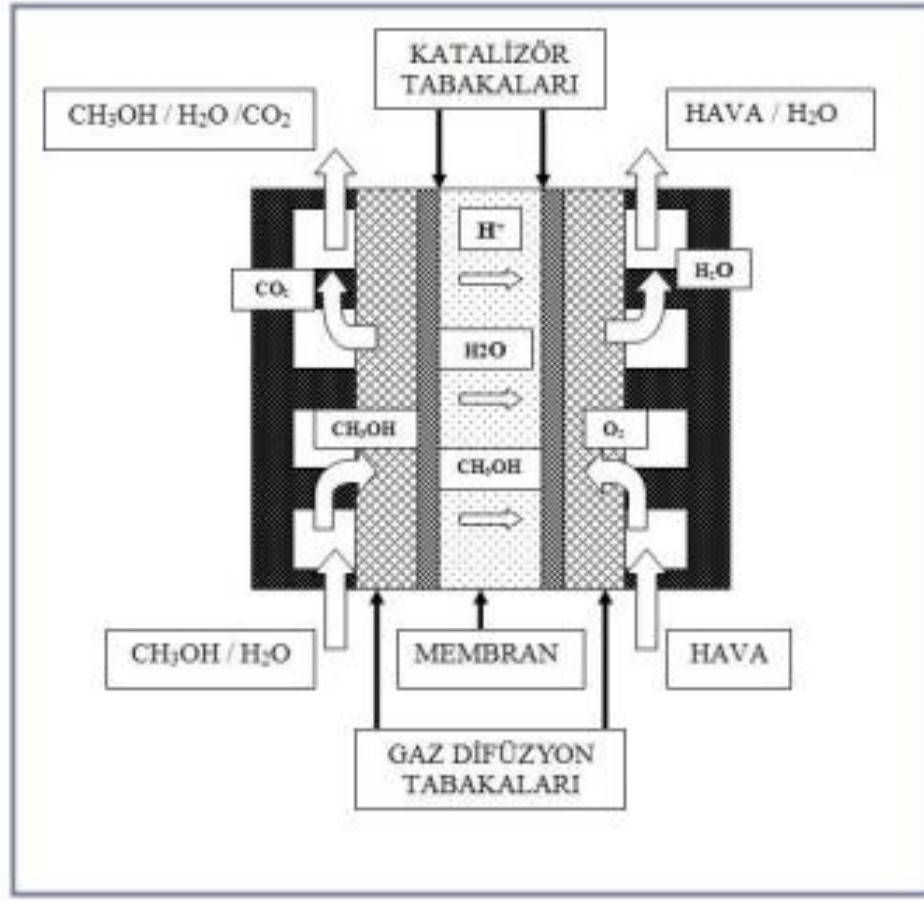 KATALİZÖR
TABAKALARI
CH₃OH / H₂O /CO₂
HAVA / H₂O
H⁺
CO₂
H₂O
H2O
CH₃OH
O₂
CH₃OH
CH₃OH / H₂O
MEMBRAN
HAVA
GAZ DİFÜZYON
TABAKALARI